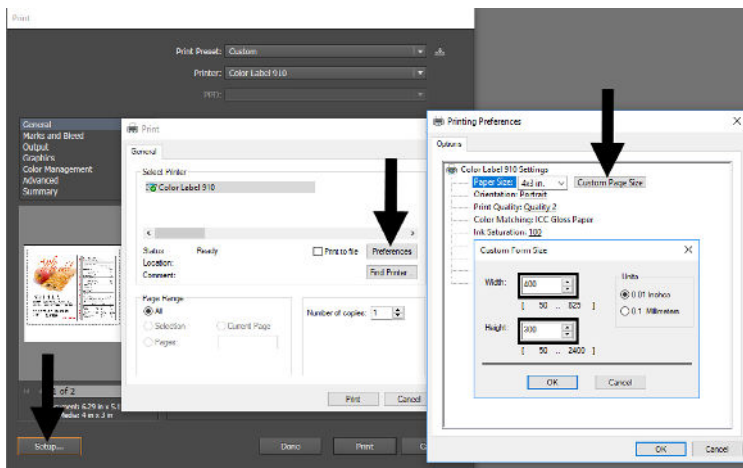 Print
Print Preset: Custom
Printer: Color Label 910
PPD:
General
Marks and Bleed
Output
Graphics
Color Management
Advanced
Summary
1 of 2
Setup...
Done
Print
Print
General
Select Printer
Color Label 910
Status: Ready
Location:
Comment:
Print to file
Preferences
Find Printer
Page Range
All
Selection
Current Page
Pages:
Number of copies: 1
Print
Cancel
Printing Preferences
Options
Color Label 910 Settings
Paper Size: 4x3 in.
Custom Page Size
Orientation: Portrait
Print Quality: Quality 2
Color Matching: ICC Gloss Paper
Ink Saturation: 100
Custom Form Size
Width: 400
[ 50 .. 825 ]
Height: 300
[ 50 .. 2400 ]
Units
0.01 Inches
0.1 Millimeters
OK
Cancel
OK
Cancel